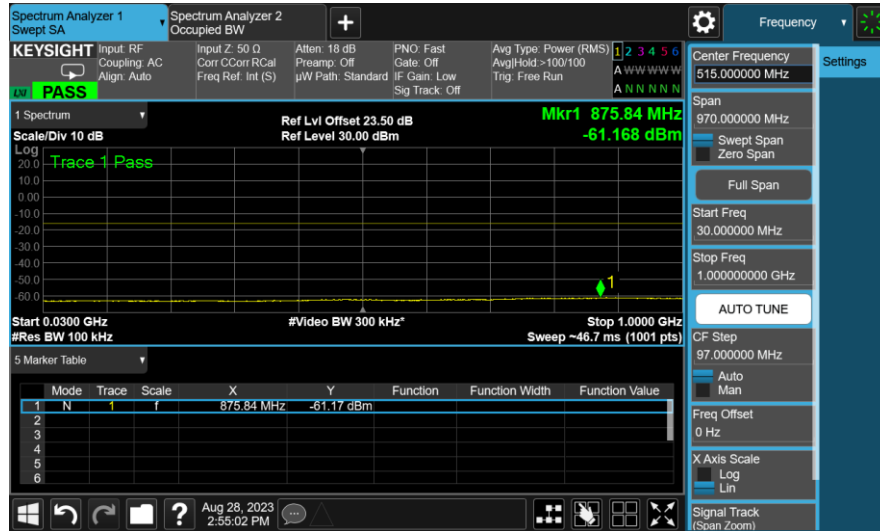 Spectrum Analyzer 1
Swept SA
Spectrum Analyzer 2
Occupied BW
+
Frequency
KEYSIGHT
Input: RF
Coupling: AC
Align: Auto
Input Z: 50 Ω
Corr CCorr RCal
Freq Ref: Int (S)
Atten: 18 dB
Preamp: Off
µW Path: Standard
PNO: Fast
Gate: Off
IF Gain: Low
Sig Track: Off
Avg Type: Power (RMS)
Avg|Hold:>100/100
Trig: Free Run
1 2 3 4 5 6
A W W W W W
A N N N N N
LXI
PASS
1 Spectrum
Scale/Div 10 dB
Ref Lvl Offset 23.50 dB
Ref Level 30.00 dBm
Mkr1 875.84 MHz
-61.168 dBm
Log
Trace 1 Pass
20.0
10.0
0.00
-10.0
-20.0
-30.0
-40.0
-50.0
-60.0
1
Start 0.0300 GHz
#Res BW 100 kHz
#Video BW 300 kHz*
Stop 1.0000 GHz
Sweep ~46.7 ms (1001 pts)
5 Marker Table
Mode Trace Scale X Y Function Function Width Function Value
1 N 1 f 875.84 MHz -61.17 dBm
2
3
4
5
6
?
Aug 28, 2023
2:55:02 PM
Center Frequency
515.000000 MHz
Settings
Span
970.000000 MHz
Swept Span
Zero Span
Full Span
Start Freq
30.000000 MHz
Stop Freq
1.000000000 GHz
AUTO TUNE
CF Step
97.000000 MHz
Auto
Man
Freq Offset
0 Hz
X Axis Scale
Log
Lin
Signal Track
(Span Zoom)